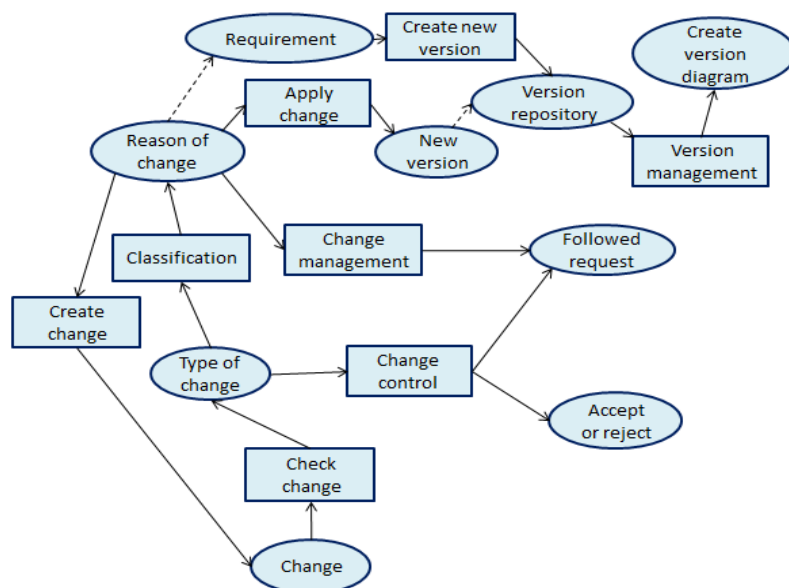 Requirement
Create new
version
Create
version
diagram
Apply
change
Version
repository
Reason of
change
New
version
Version
management
Classification
Change
management
Followed
request
Create
change
Type of
change
Change
control
Accept
or reject
Check
change
Change